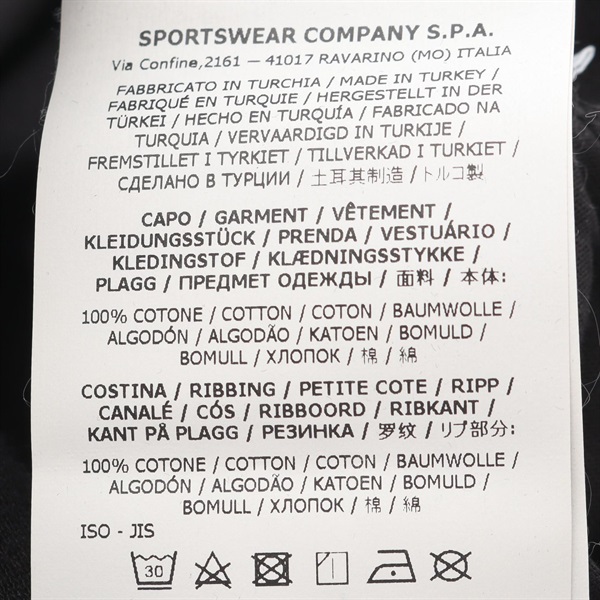 SPORTSWEAR COMPANY S.P.A.
Via Confine,2161 — 41017 RAVARINO (MO) ITALIA
FABBRICATO IN TURCHIA / MADE IN TURKEY /
FABRIQUÉ EN TURQUIE / HERGESTELLT IN DER
TÜRKEI / HECHO EN TURQUÍA / FABRICADO NA
TURQUIA / VERVAARDIGD IN TURKIJE /
FREMSTILLET I TYRKIET / TILLVERKAD I TURKIET /
СДЕЛАНО В ТУРЦИИ / 土耳其制造 / トルコ製
CAPO / GARMENT / VÊTEMENT /
KLEIDUNGSSTÜCK / PRENDA / VESTUÁRIO /
KLEDINGSTOF / KLÆDNINGSSTYKKE /
PLAGG / ПРЕДМЕТ ОДЕЖДЫ / 面料 / 本体:
100% COTONE / COTTON / COTON / BAUMWOLLE /
ALGODÓN / ALGODÃO / KATOEN / BOMULD /
BOMULL / ХЛОПОК / 棉 / 綿
COSTINA / RIBBING / PETITE COTE / RIPP /
CANALÉ / CÓS / RIBBOORD / RIBKANT /
KANT PÅ PLAGG / РЕЗИНКА / 罗纹 / リブ部分:
100% COTONE / COTTON / COTON / BAUMWOLLE /
ALGODÓN / ALGODÃO / KATOEN / BOMULD /
BOMULL / ХЛОПОК / 棉 / 綿
ISO - JIS
30